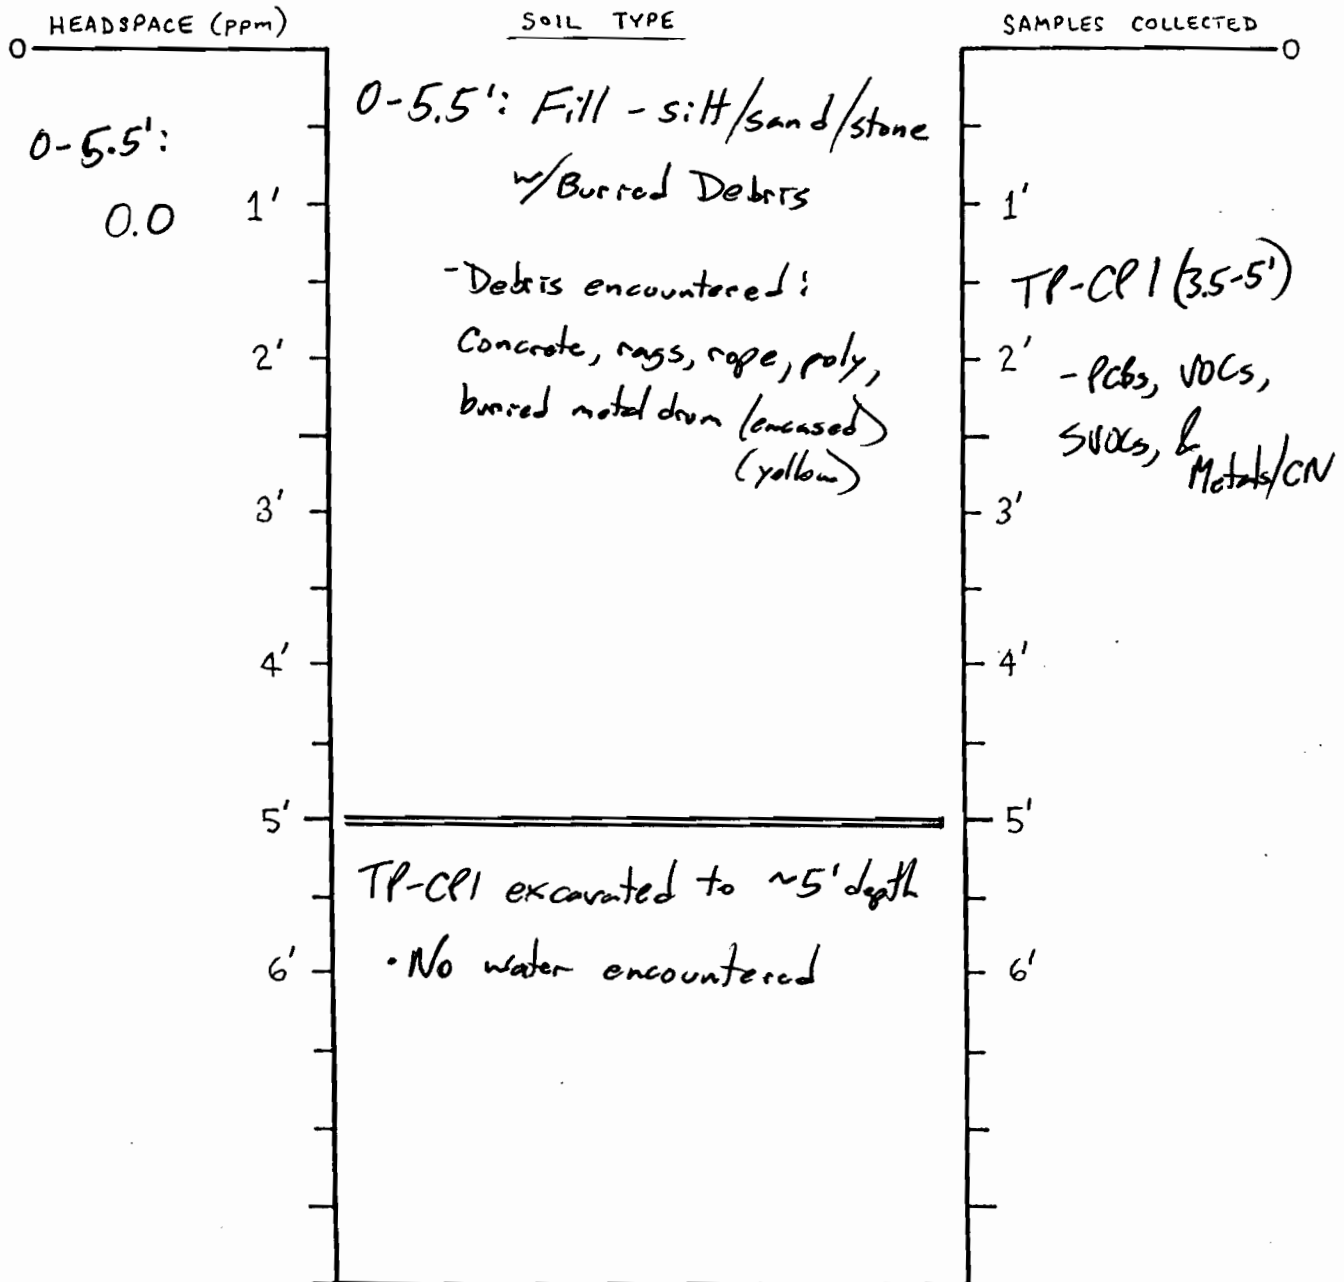 HEADSPACE (ppm)
SOIL TYPE
SAMPLES COLLECTED
0
0
0-5.5':
0.0
0-5.5': Fill - silt/sand/stone
w/Burred Debris
-Debris encountered:
Concrete, rags, rope, poly,
burred metal drum (encased)
(yellow)
TP-CP1 (3.5-5')
- PCBs, VOCs,
SVOCs, &
Metals/CN
1'
2'
3'
4'
5'
6'
1'
2'
3'
4'
5'
6'
TP-CP1 excavated to ~5' depth
• No water encountered